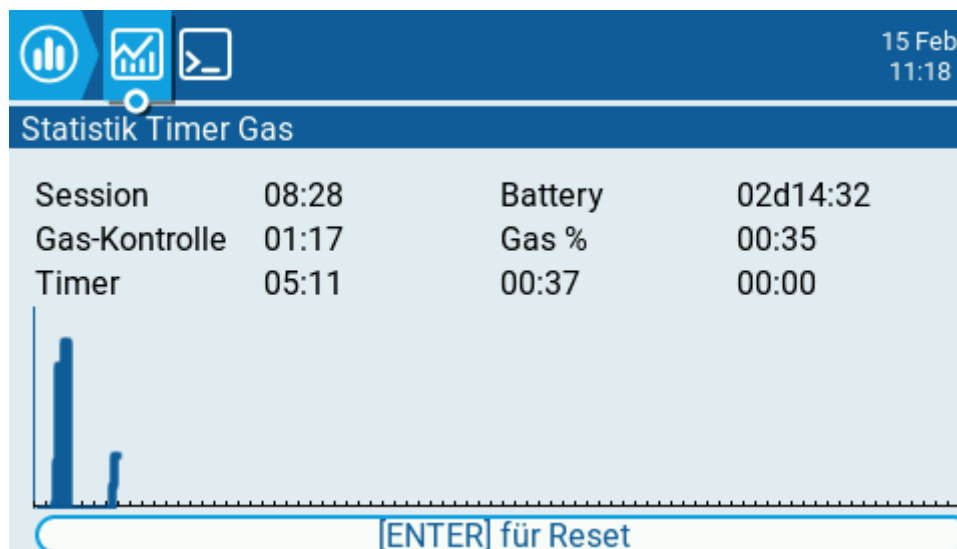 15 Feb
11:18
Statistik Timer Gas
Session 08:28 Battery 02d14:32
Gas-Kontrolle 01:17 Gas % 00:35
Timer 05:11 00:37 00:00
[ENTER] für Reset